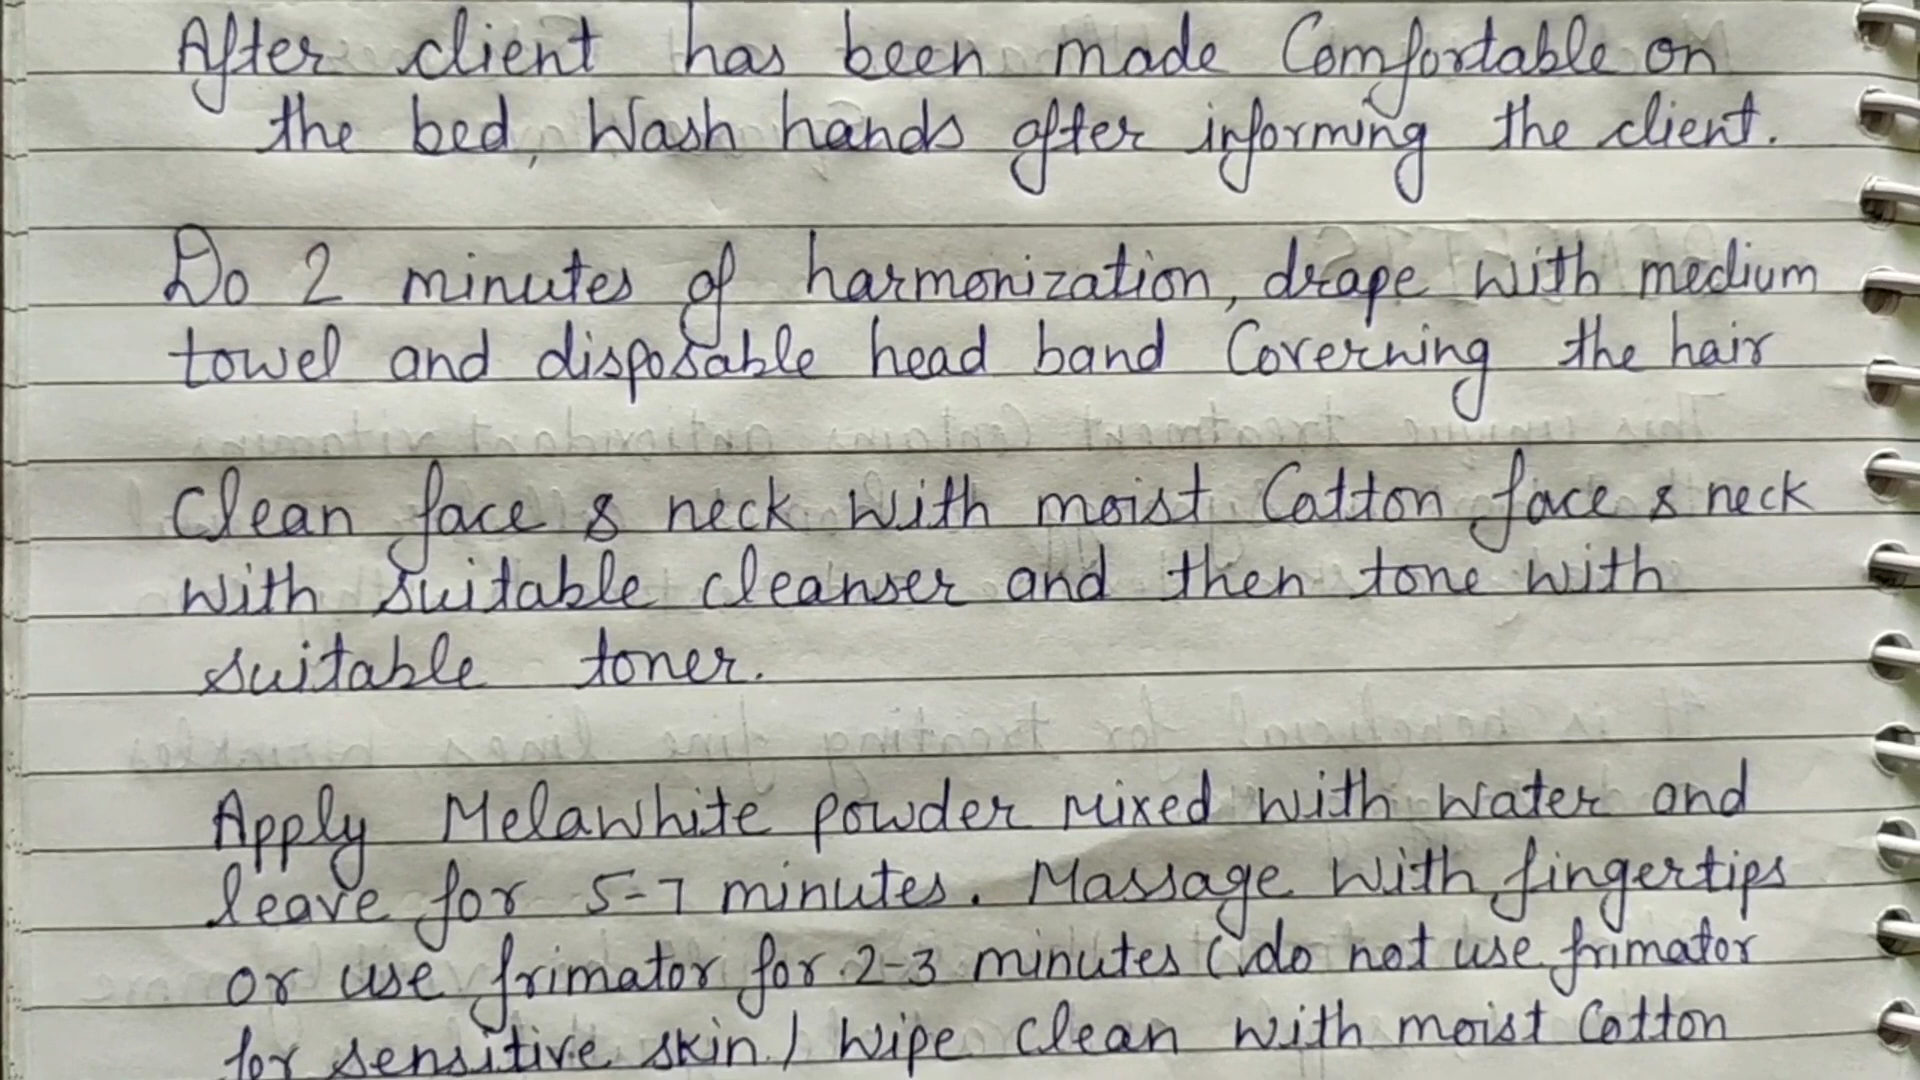 After client has been made Comfortable on
the bed, Wash hands after informing the client.
Do 2 minutes of harmonization, drape with medium
towel and disposable head band Coverning the hair
Clean face & neck with moist Cotton face & neck
with suitable cleanser and then tone with
suitable toner.
Apply Melawhite powder Mixed with water and
leave for 5-7 minutes. Massage with fingertips
or use frimator for 2-3 minutes (do not use frimator
for sensitive skin) Wipe clean with moist Cotton